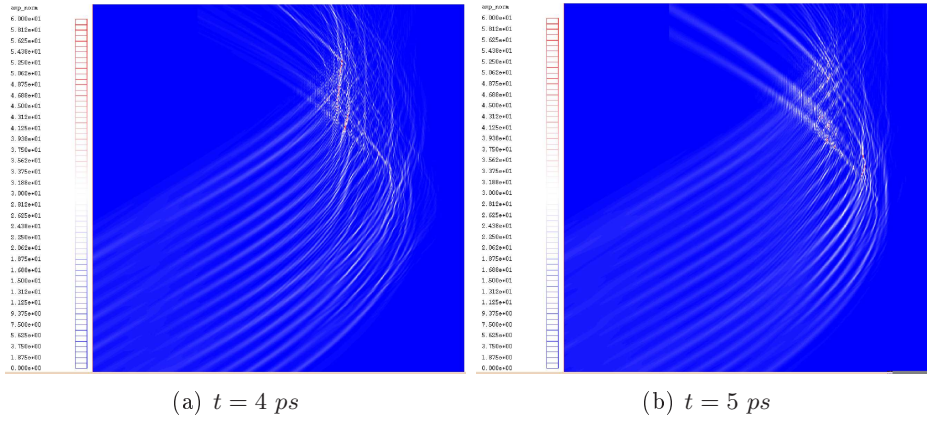 amp_norm
6.000e+01
5.812e+01
5.625e+01
5.438e+01
5.250e+01
5.062e+01
4.875e+01
4.688e+01
4.500e+01
4.312e+01
4.125e+01
3.938e+01
3.750e+01
3.562e+01
3.375e+01
3.188e+01
3.000e+01
2.812e+01
2.625e+01
2.438e+01
2.250e+01
2.062e+01
1.875e+01
1.688e+01
1.500e+01
1.312e+01
1.125e+01
9.375e+00
7.500e+00
5.625e+00
3.750e+00
1.875e+00
0.000e+00
(a) t = 4 ps
amp_norm
6.000e+01
5.812e+01
5.625e+01
5.438e+01
5.250e+01
5.062e+01
4.875e+01
4.688e+01
4.500e+01
4.312e+01
4.125e+01
3.938e+01
3.750e+01
3.562e+01
3.375e+01
3.188e+01
3.000e+01
2.812e+01
2.625e+01
2.438e+01
2.250e+01
2.062e+01
1.875e+01
1.688e+01
1.500e+01
1.312e+01
1.125e+01
9.375e+00
7.500e+00
5.625e+00
3.750e+00
1.875e+00
0.000e+00
(b) t = 5 ps